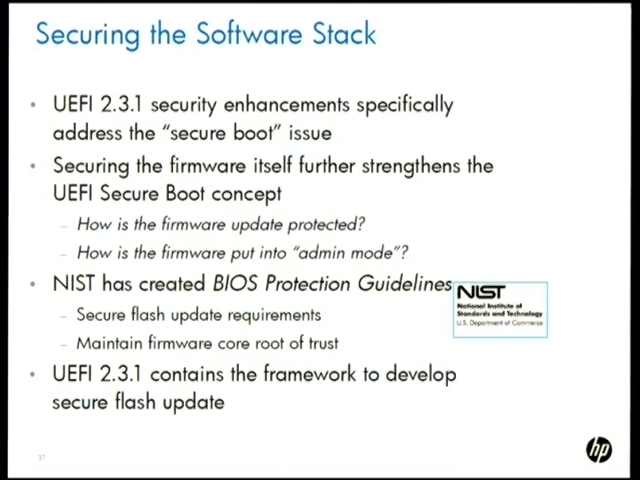 Securing the Software Stack
• UEFI 2.3.1 security enhancements specifically
address the “secure boot” issue
• Securing the firmware itself further strengthens the
UEFI Secure Boot concept
– How is the firmware update protected?
– How is the firmware put into “admin mode”?
• NIST has created BIOS Protection Guidelines
NIST
National Institute of
Standards and Technology
U.S. Department of Commerce
– Secure flash update requirements
– Maintain firmware core root of trust
• UEFI 2.3.1 contains the framework to develop
secure flash update
37
hp